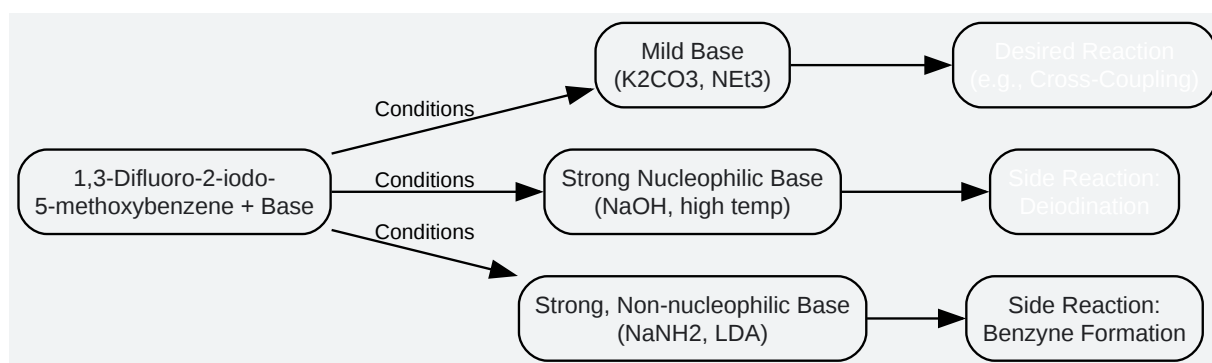 Mild Base
(K2CO3, NEt3)
Desired Reaction
(e.g., Cross-Coupling)
Conditions
1,3-Difluoro-2-iodo-
5-methoxybenzene + Base
Conditions
Strong Nucleophilic Base
(NaOH, high temp)
Side Reaction:
Deiodination
Conditions
Strong, Non-nucleophilic Base
(NaNH2, LDA)
Side Reaction:
Benzyne Formation